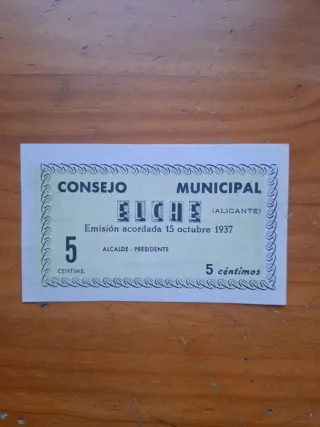 CONSEJO MUNICIPAL
ELCHE (ALICANTE)
Emisión acordada 15 octubre 1937
5 ALCALDE - PRESIDENTE
CENTIMS. 5 céntimos